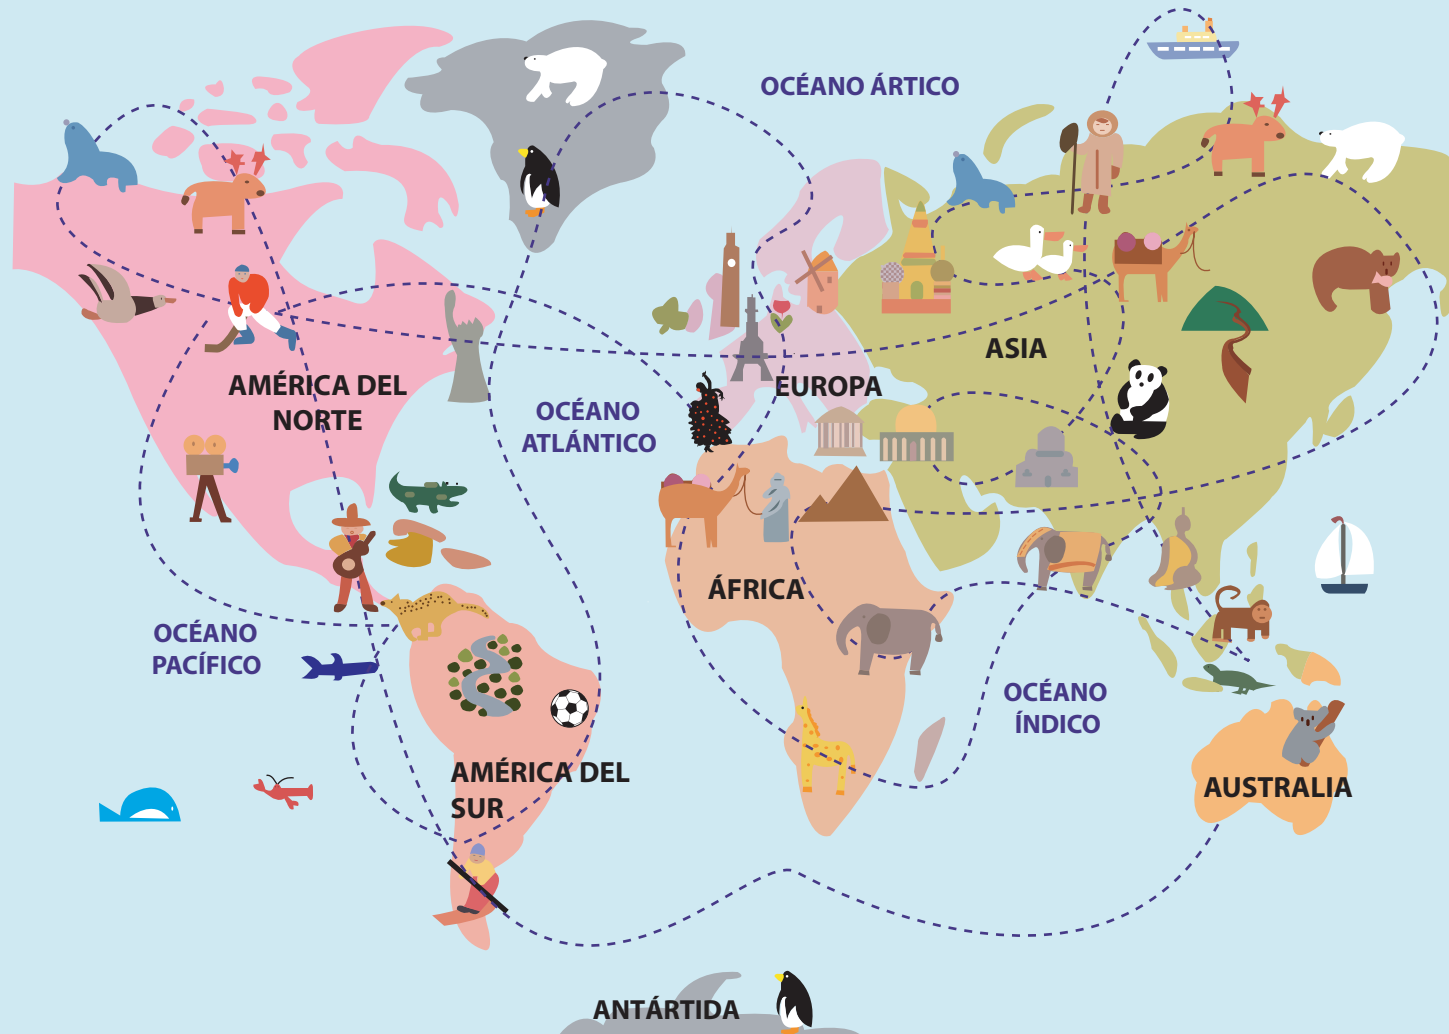 OCÉANO ÁRTICO
ASIA
AMÉRICA DEL
NORTE
EUROPA
OCÉANO
ATLÁNTICO
ÁFRICA
OCÉANO
PACÍFICO
OCÉANO
ÍNDICO
AMÉRICA DEL
SUR
AUSTRALIA
ANTÁRTIDA